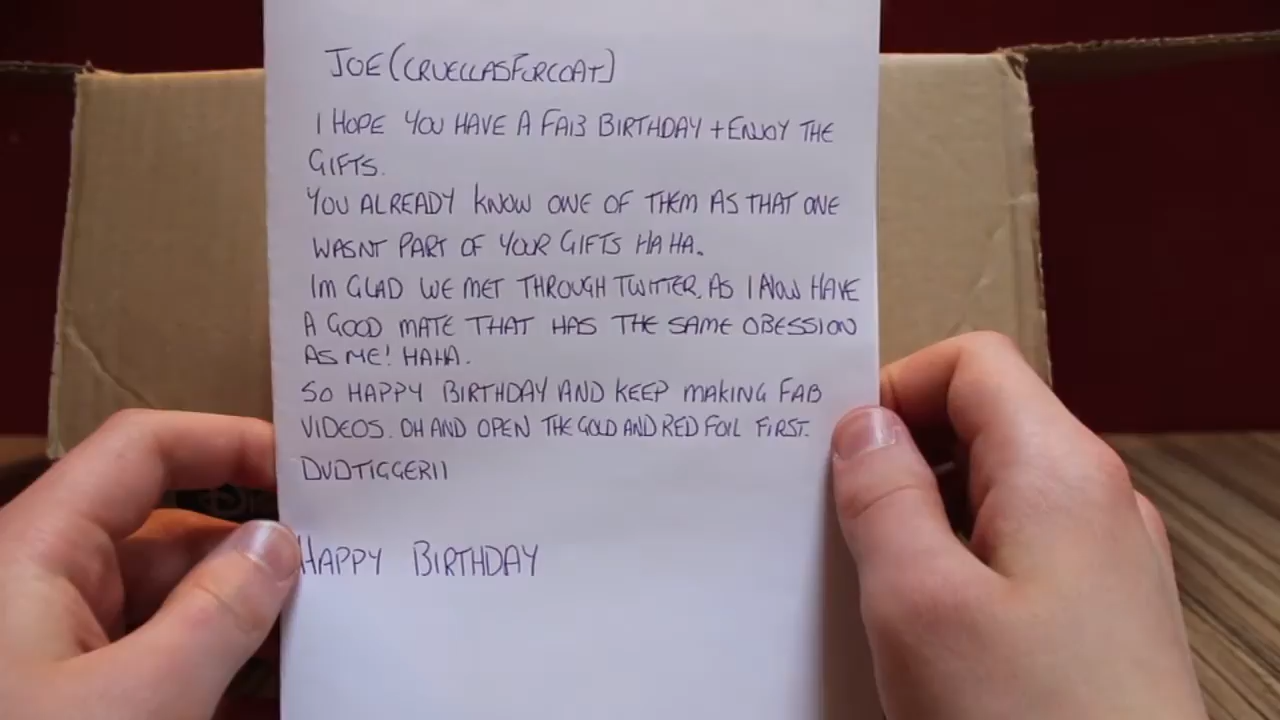 JOE (CRUELLASFURCOAT)
I HOPE YOU HAVE A FAB BIRTHDAY + ENJOY THE
GIFTS.
YOU ALREADY KNOW ONE OF THEM AS THAT ONE
WASNT PART OF YOUR GIFTS HA HA.
IM GLAD WE MET THROUGH TWITTER, AS I NOW HAVE
A GOOD MATE THAT HAS THE SAME OBESSION
AS ME! HAHA.
SO HAPPY BIRTHDAY AND KEEP MAKING FAB
VIDEOS. OH AND OPEN THE GOLD AND RED FOIL FIRST.
DVDTIGGER11
HAPPY BIRTHDAY